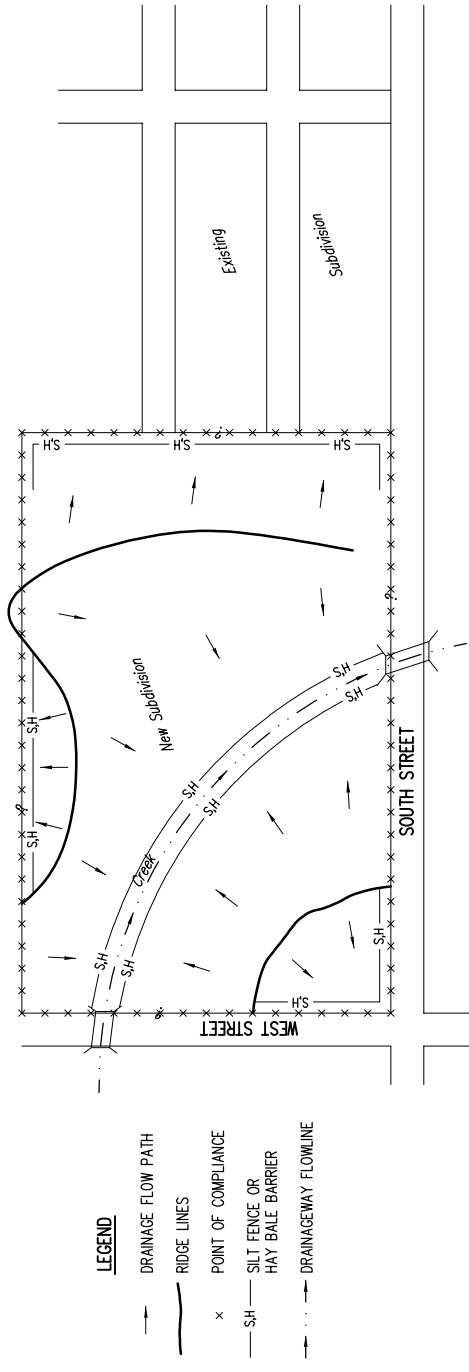 Existing
Subdivision
S,H
S,H
S,H
S,H
New Subdivision
S,H
S,H
?
?
?
?
S,H
S,H
S,H
S,H
Creek
S,H
S,H
S,H
S,H
SOUTH STREET
WEST STREET
LEGEND
DRAINAGE FLOW PATH
RIDGE LINES
× POINT OF COMPLIANCE
S,H SILT FENCE OR
HAY BALE BARRIER
DRAINAGEWAY FLOWLINE